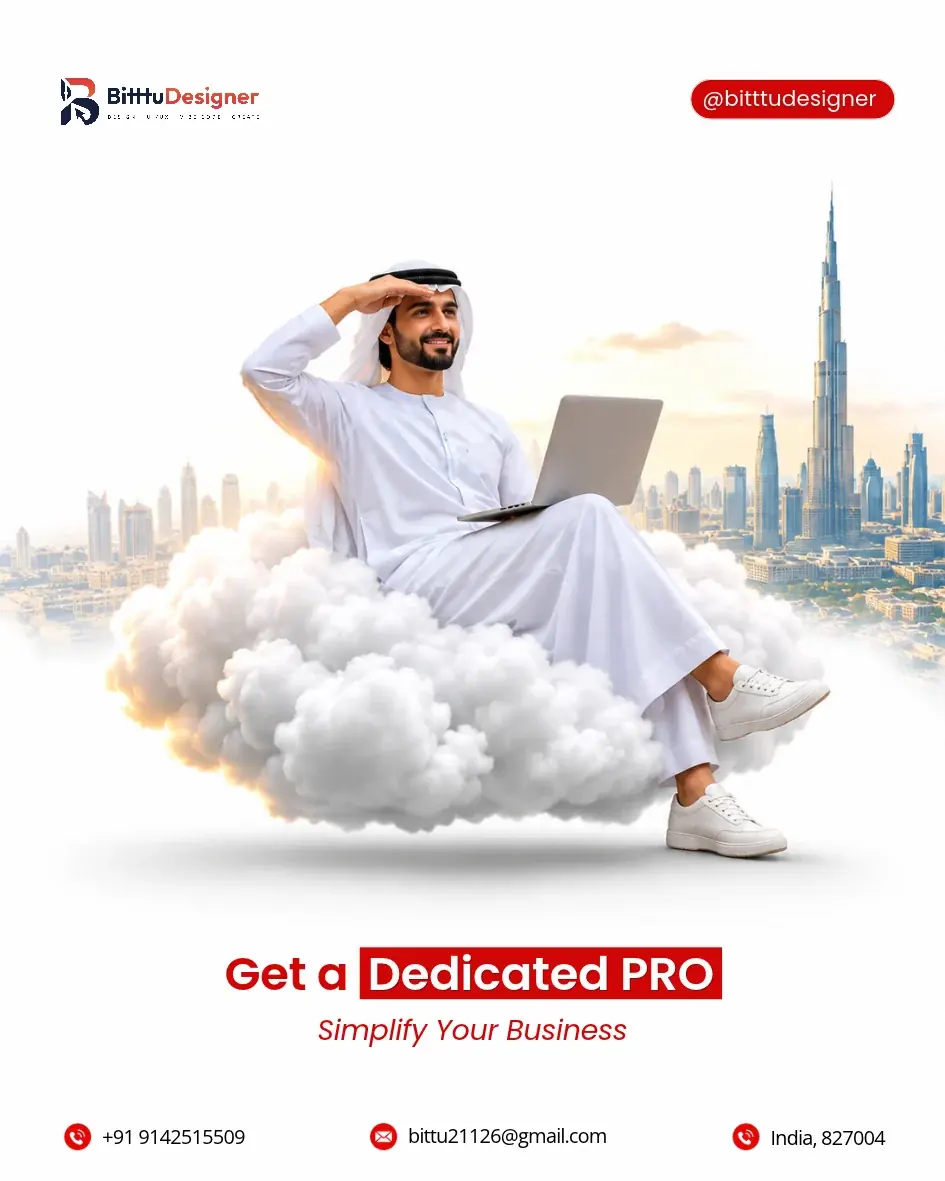 BitttuDesigner
@bitttudesigner
Get a Dedicated PRO
Simplify Your Business
+91 9142515509
bittu21126@gmail.com
India, 827004